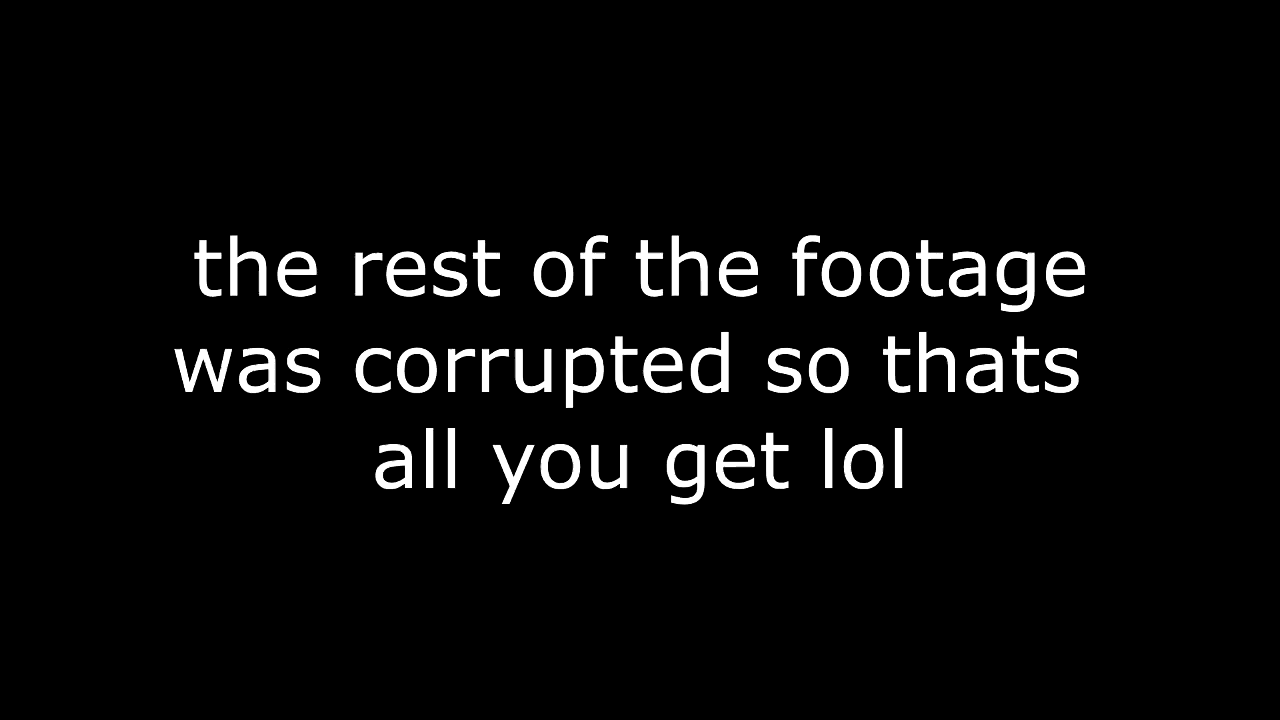 the rest of the footage
was corrupted so thats
all you get lol